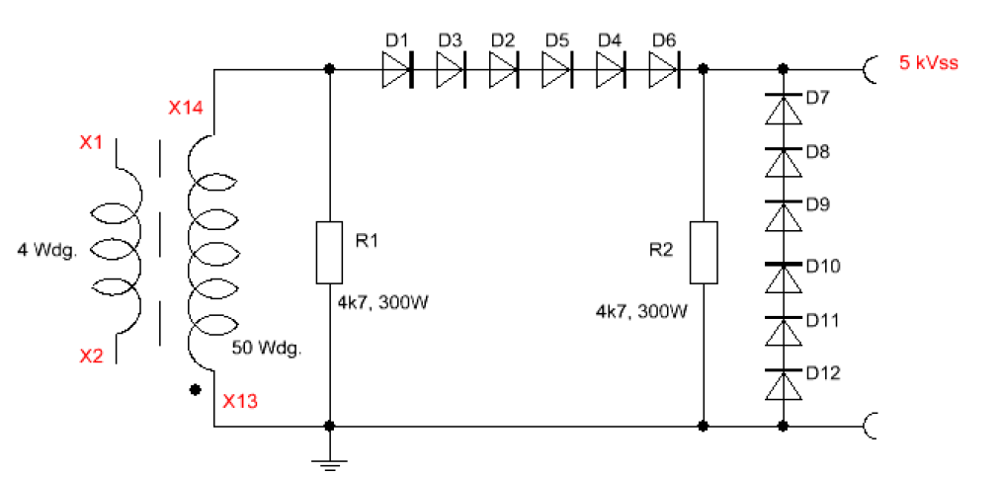 D1 D3 D2 D5 D4 D6
5 kVss
X14
D7
X1
D8
D9
4 Wdg.
R1
R2
D10
4k7, 300W
4k7, 300W
D11
50 Wdg.
X2
D12
X13